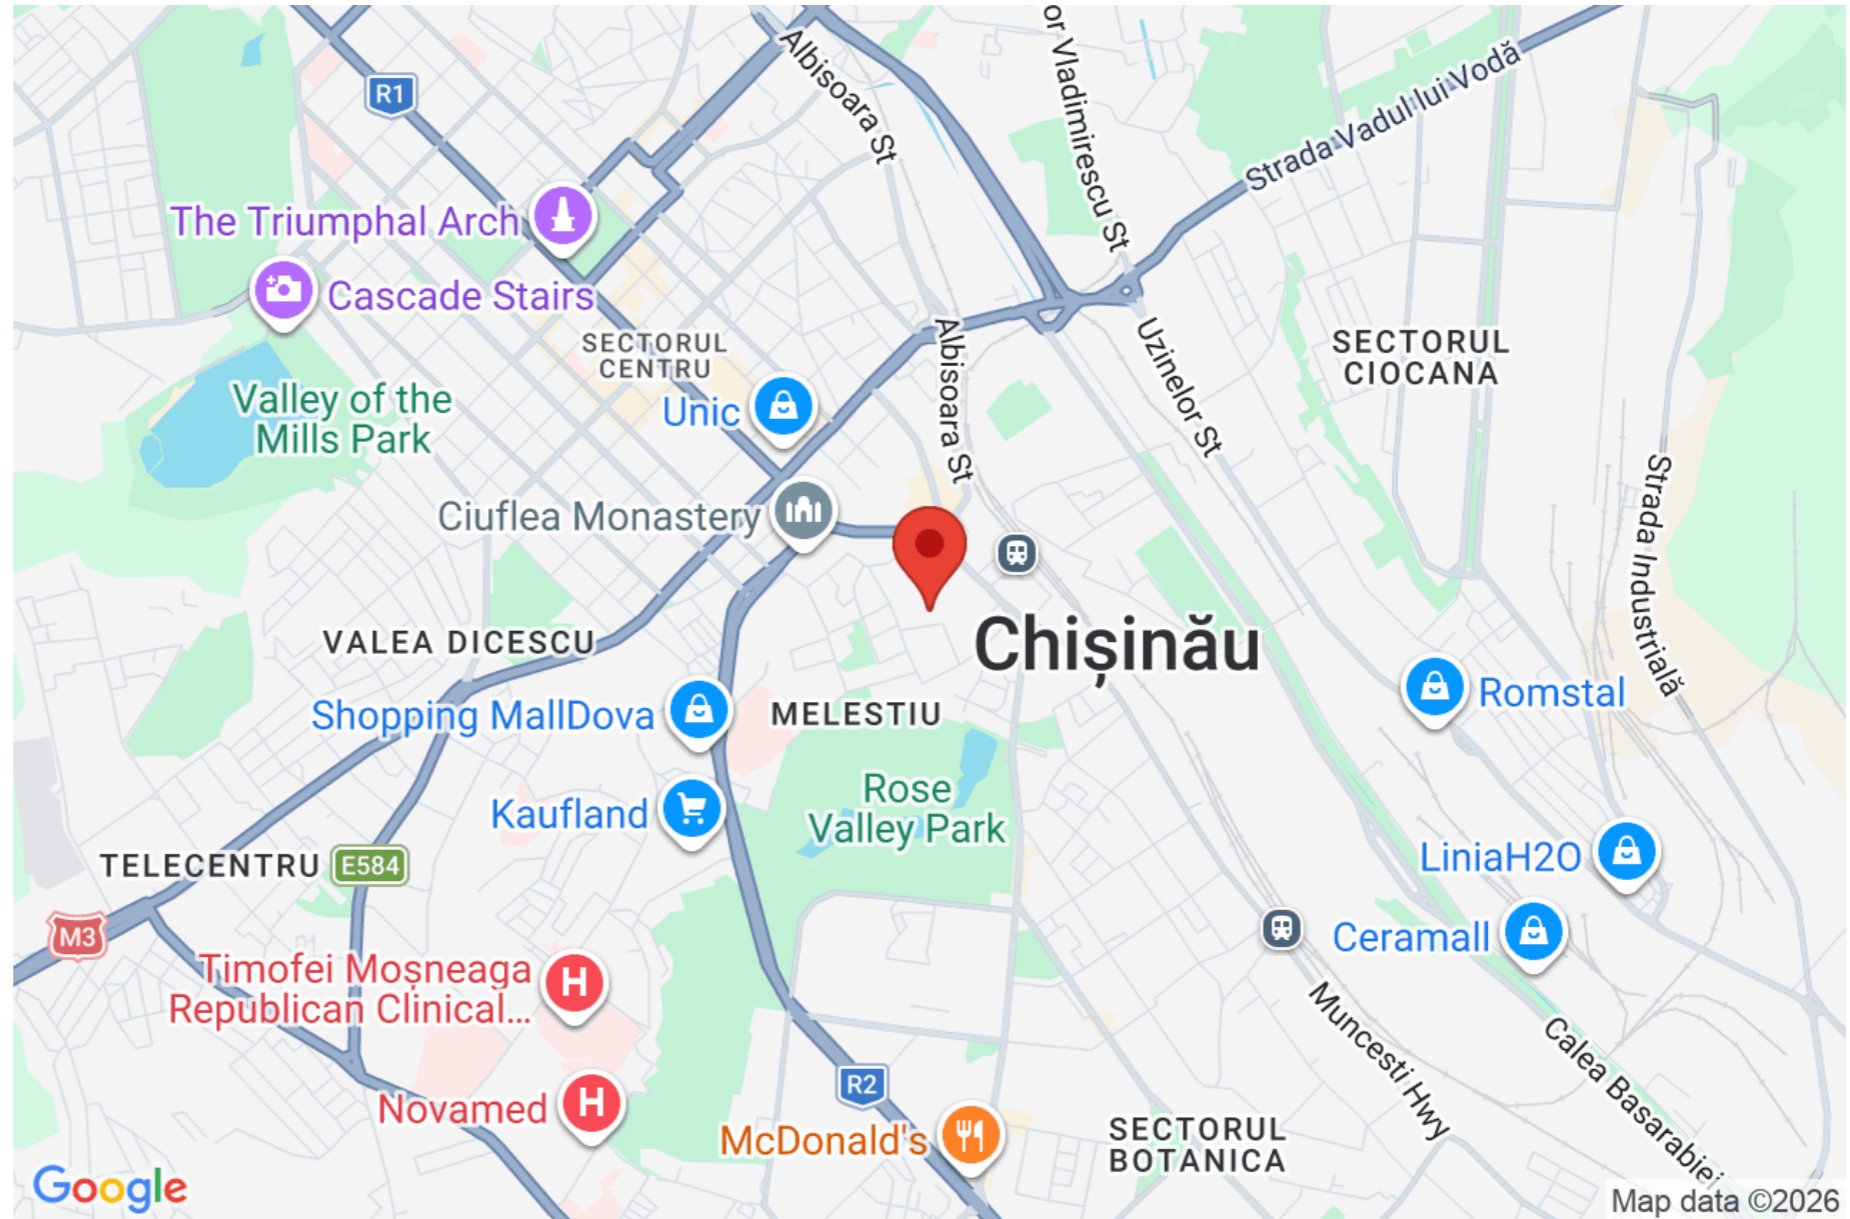 Albisoara St
or Vladimirescu St
Strada Vadul lui Vodă
R1
The Triumphal Arch
Cascade Stairs
SECTORUL
CENTRU
Albisoara St
Uzinelor St
SECTORUL
CIOCANA
Valley of the
Mills Park
Unic
Ciuflea Monastery
Strada Industrială
Chișinău
VALEA DICESCU
Shopping MallDova
MELESTIU
Romstal
Rose
Valley Park
Kaufland
TELECENTRU
E584
LiniaH2O
M3
Ceramall
Timofei Moșneaga
Republican Clinical...
H
Muncesti Hwy
Calea Basarabiei
R2
Novamed
H
McDonald's
SECTORUL
BOTANICA
Google
Map data ©2026